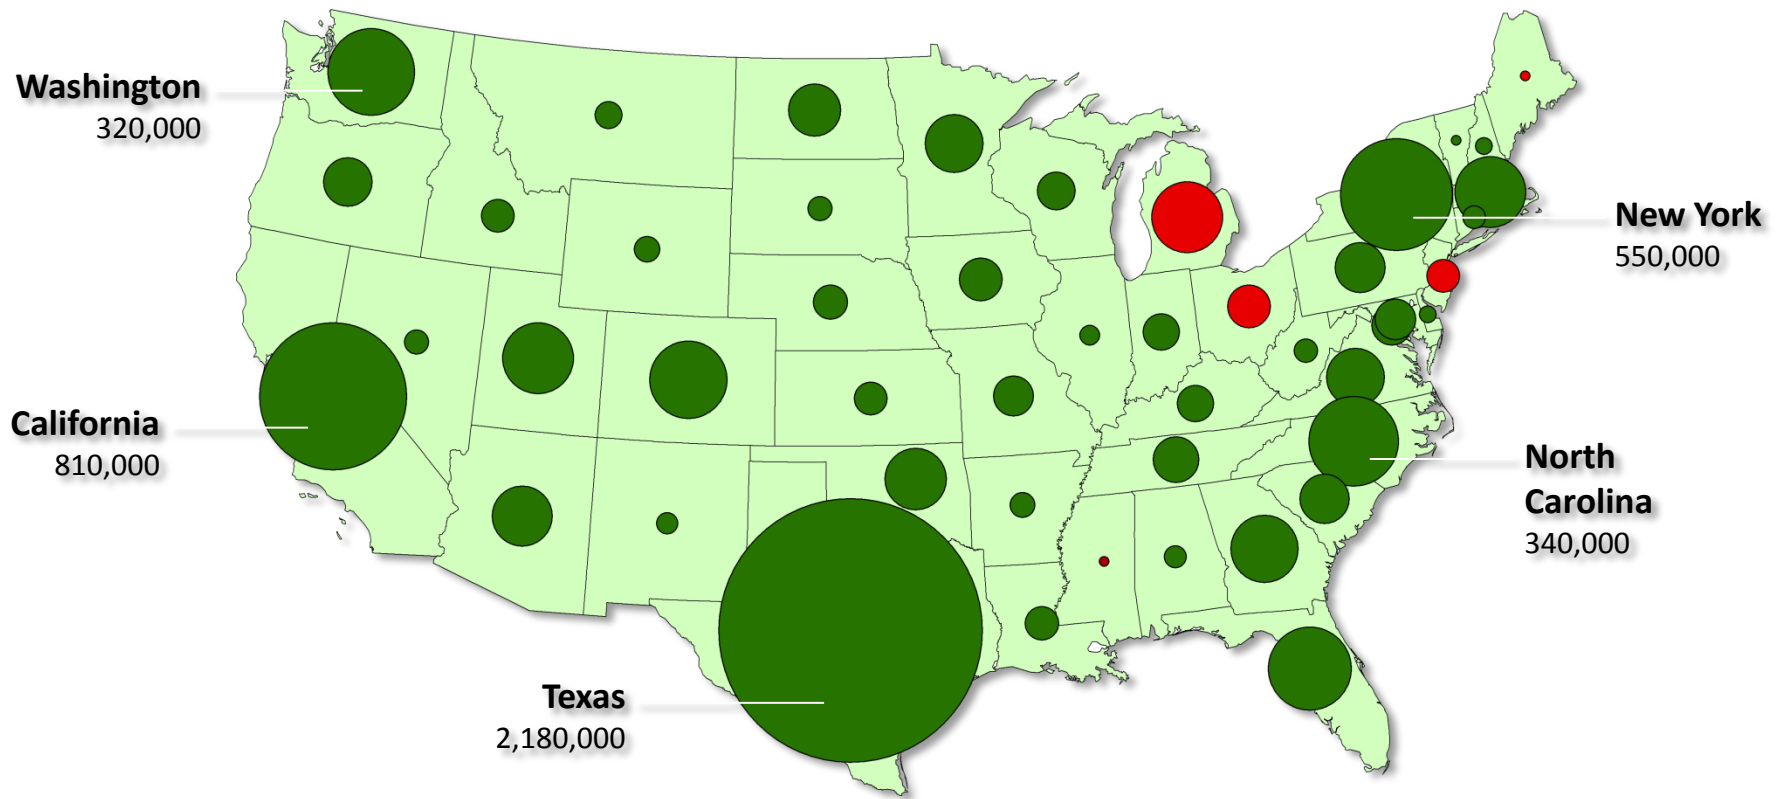 Washington
320,000
New York
550,000
California
810,000
North
Carolina
340,000
Texas
2,180,000